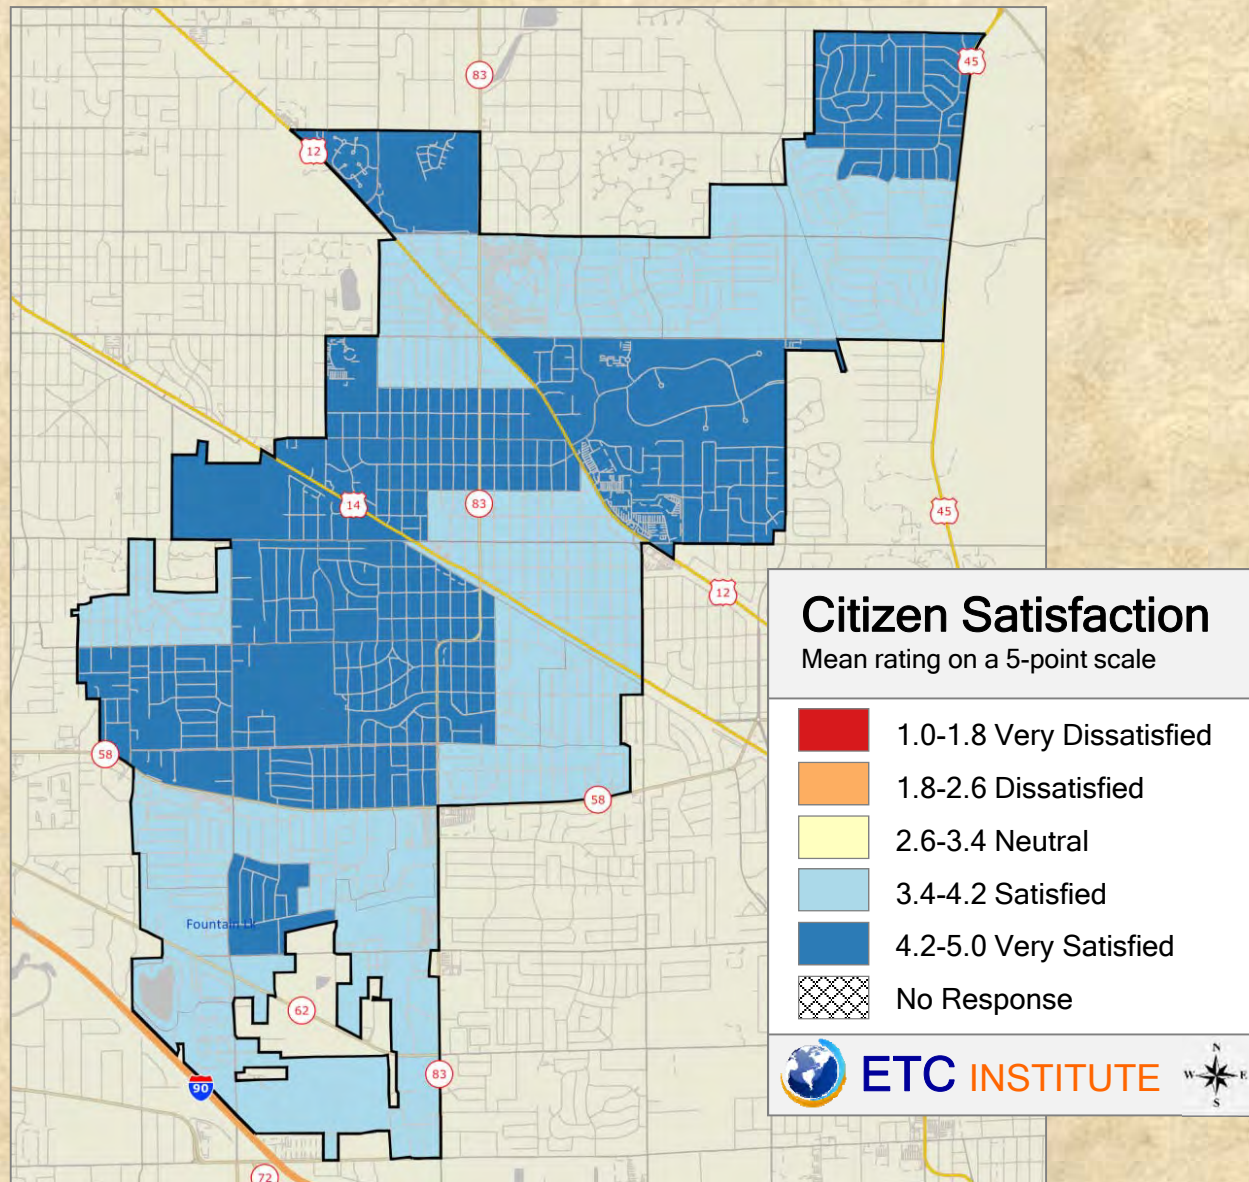 45
83
12
14
83
45
12
58
58
Fountain Lk
62
83
90
72
Citizen Satisfaction
Mean rating on a 5-point scale
1.0-1.8 Very Dissatisfied
1.8-2.6 Dissatisfied
2.6-3.4 Neutral
3.4-4.2 Satisfied
4.2-5.0 Very Satisfied
No Response
ETC INSTITUTE
N
W E
S